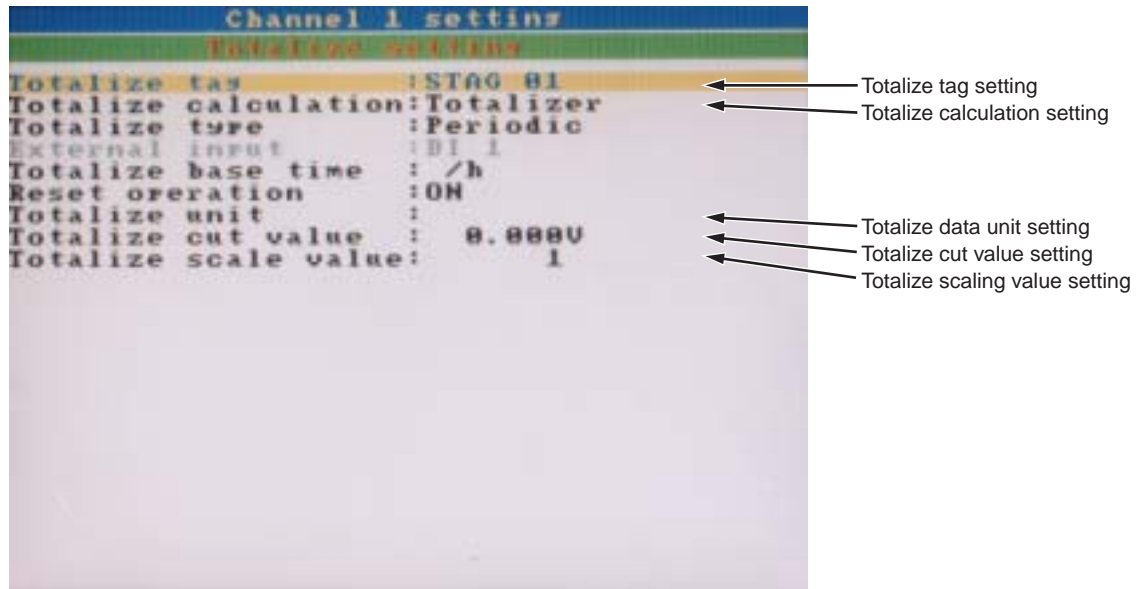 Channel 1 setting
Totalize setting
Totalize tag :STAG 01
Totalize calculation:Totalizer
Totalize type :Periodic
External input :DI 1
Totalize base time : /h
Reset operation :ON
Totalize unit :
Totalize cut value : 0.000V
Totalize scale value: 1
Totalize tag setting
Totalize calculation setting
Totalize data unit setting
Totalize cut value setting
Totalize scaling value setting